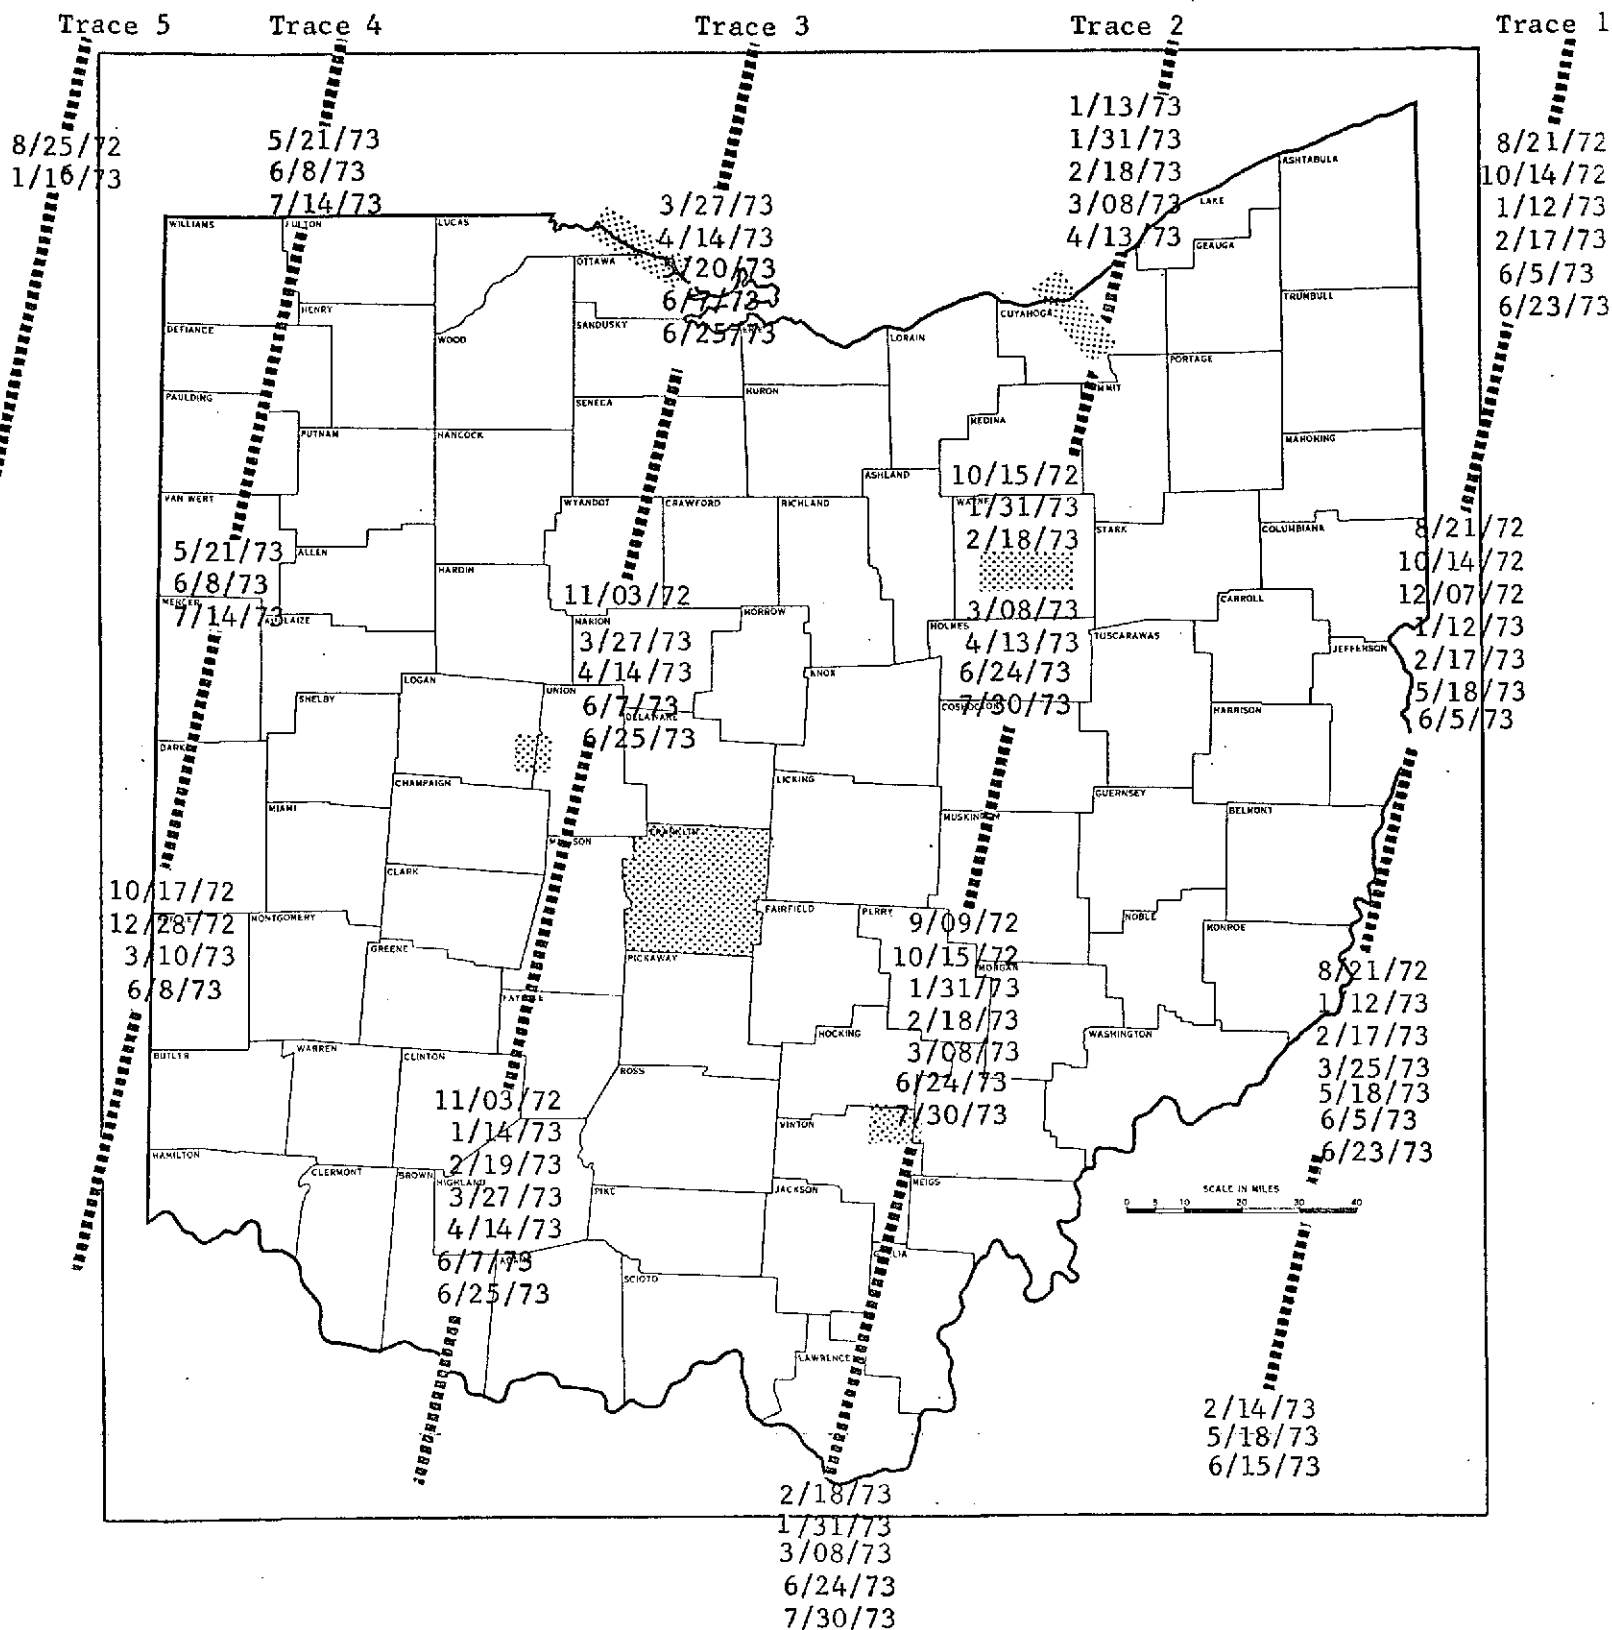 Trace 5
Trace 4
Trace 3
Trace 2
Trace 1
8/25/72
1/16/73
5/21/73
6/8/73
7/14/73
3/27/73
4/14/73
/20/73
6/7/73
6/25/73
1/13/73
1/31/73
2/18/73
3/08/73
4/13/73
8/21/72
10/14/72
1/12/73
2/17/73
6/5/73
6/23/73
WILLIAMS
FULTON
LUCAS
OTTAWA
LAKE
GEAUGA
ASHTABULA
DEFIANCE
HENRY
WOOD
SANDUSKY
LORAIN
CUYAHOGA
TRUMBULL
PAULDING
PUTNAM
HANCOCK
SENECA
HURON
MEDINA
SUMMIT
PORTAGE
MAHONING
VAN WERT
ALLEN
HARDIN
WYANDOT
CRAWFORD
RICHLAND
ASHLAND
WAYNE
STARK
COLUMBIANA
5/21/73
6/8/73
7/14/73
11/03/72
3/27/73
4/14/73
6/7/73
6/25/73
10/15/72
1/31/73
2/18/73
3/08/73
4/13/73
6/24/73
7/30/73
8/21/72
10/14/72
12/07/72
1/12/73
2/17/73
5/18/73
6/5/73
MERCER
AUGLAIZE
MARION
MORROW
HOLMES
TUSCARAWAS
CARROLL
JEFFERSON
SHELBY
LOGAN
UNION
DELAWARE
KNOX
COSHOCTON
HARRISON
DARKE
MIAMI
CHAMPAIGN
LICKING
MUSKINGUM
GUERNSEY
BELMONT
CLARK
MADISON
FRANKLIN
10/17/72
12/28/72
3/10/73
6/8/73
MONTGOMERY
GREENE
FAYETTE
PICKAWAY
FAIRFIELD
PERRY
MORGAN
NOBLE
MONROE
9/09/72
10/15/72
1/31/73
2/18/73
3/08/73
6/24/73
7/30/73
8/21/72
1/12/73
2/17/73
3/25/73
5/18/73
6/5/73
6/23/73
BUTLER
WARREN
CLINTON
ROSS
HOCKING
WASHINGTON
11/03/72
1/14/73
2/19/73
3/27/73
4/14/73
6/7/73
6/25/73
HAMILTON
CLERMONT
BROWN
HIGHLAND
PIKE
VINTON
JACKSON
MEIGS
ADAMS
SCIOTO
GALLIA
LAWRENCE
SCALE IN MILES
0 5 10 20 30 40
2/14/73
5/18/73
6/15/73
2/18/73
1/31/73
3/08/73
6/24/73
7/30/73